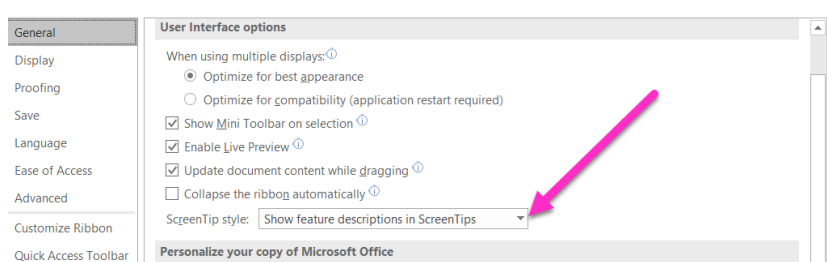 General
Display
Proofing
Save
Language
Ease of Access
Advanced
Customize Ribbon
Quick Access Toolbar
User Interface options
When using multiple displays:
Optimize for best appearance
Optimize for compatibility (application restart required)
Show Mini Toolbar on selection
Enable Live Preview
Update document content while dragging
Collapse the ribbon automatically
ScreenTip style: Show feature descriptions in ScreenTips
Personalize your copy of Microsoft Office